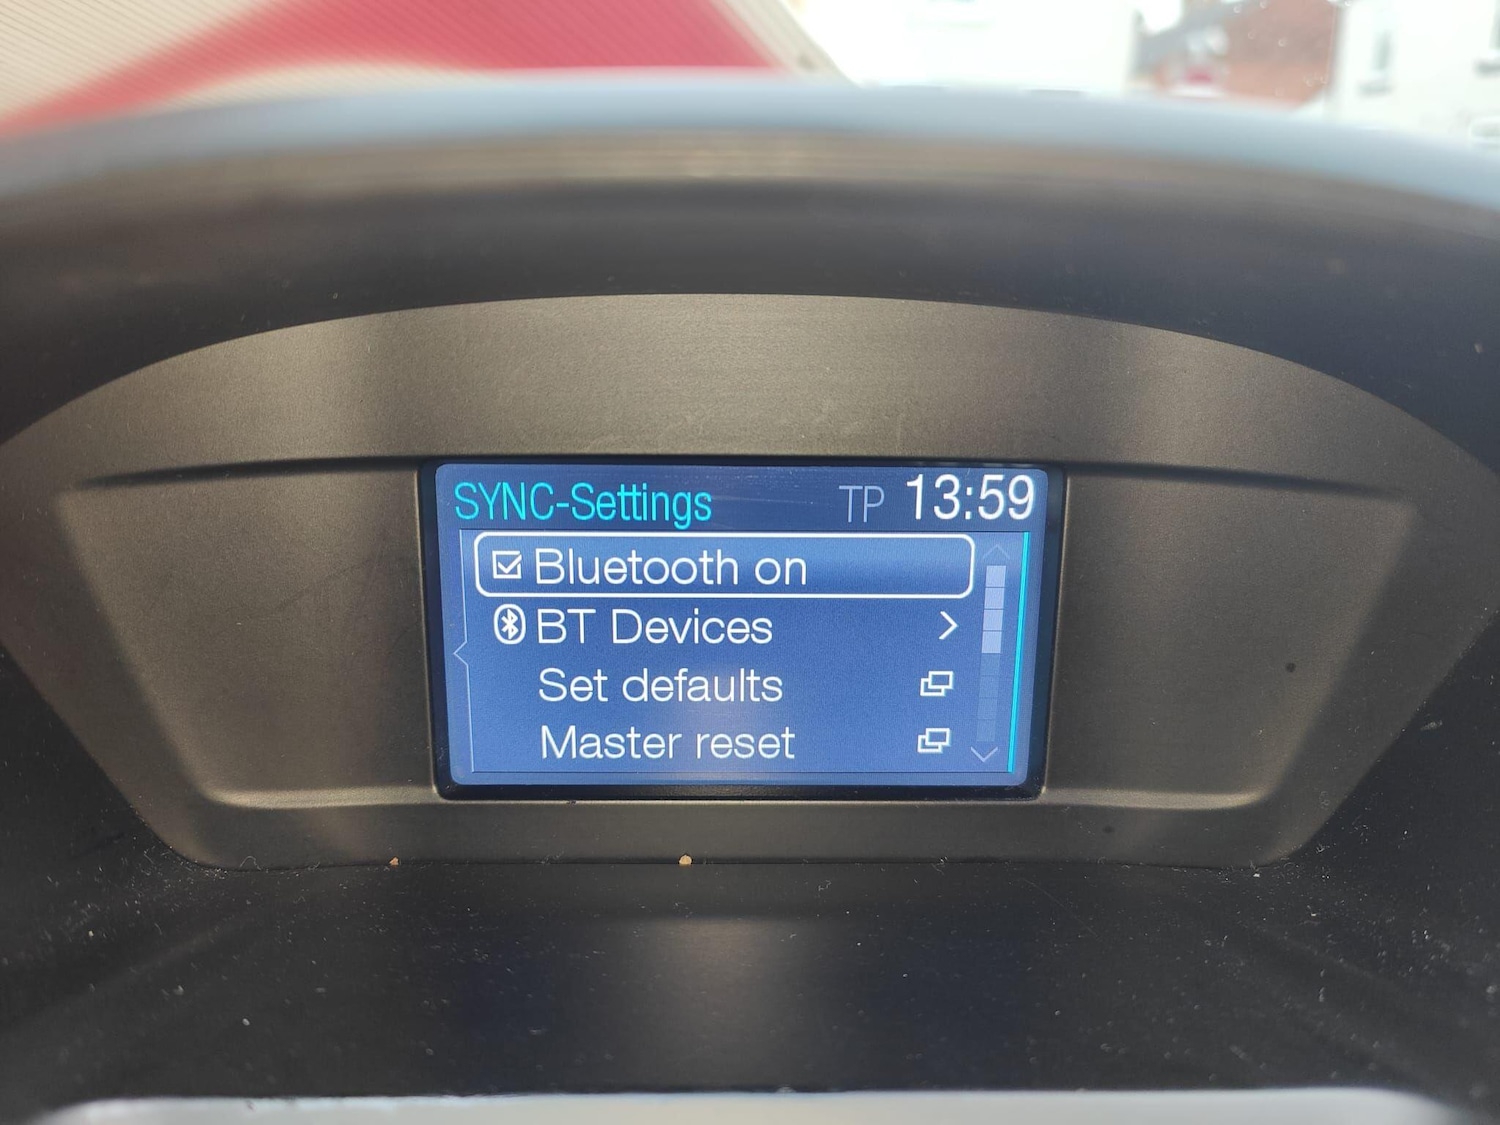 SYNC-Settings TP 13:59
Bluetooth on
BT Devices
Set defaults
Master reset